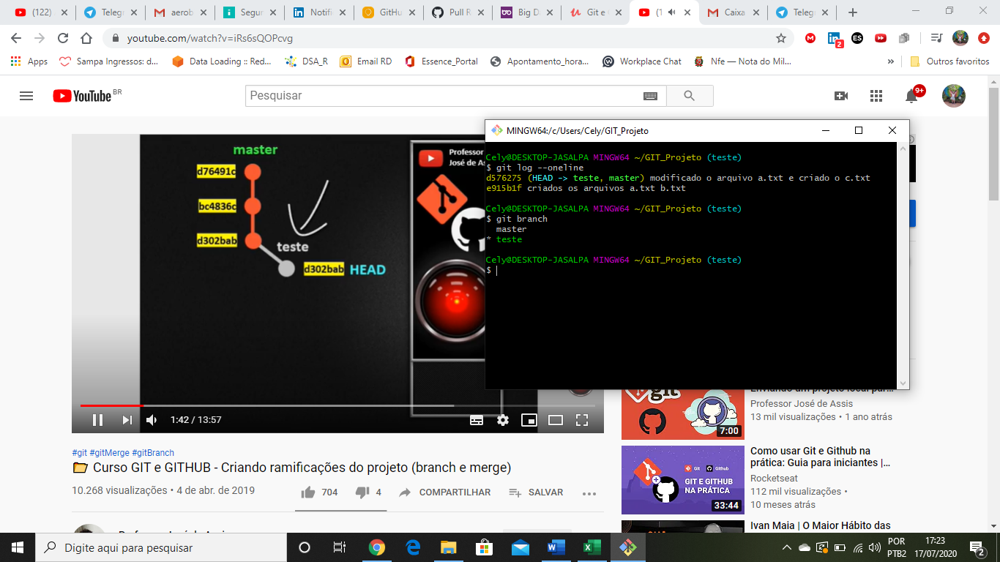 (122)
Telegr
aerob
Segur
Notifi
GitHu
Pull R
Big D
Git e
(1
Caixa
Telegr
youtube.com/watch?v=iRs6sQOPcvg
2
Apps
Sampa Ingressos: d...
Data Loading :: Red...
DSA_R
Email RD
Essence_Portal
Apontamento_hora...
Workplace Chat
Nfe — Nota do Mil...
»
Outros favoritos
YouTube BR
Pesquisar
9+
master
d76491c
bc4836c
d302bab
teste
d302bab HEAD
Professor
José de As
MINGW64:/c/Users/Cely/GIT_Projeto
Cely@DESKTOP-JASALPA MINGW64 ~/GIT_Projeto (teste)
$ git log --oneline
d576275 (HEAD -> teste, master) modificado o arquivo a.txt e criado o c.txt
e915b1f criados os arquivos a.txt b.txt
Cely@DESKTOP-JASALPA MINGW64 ~/GIT_Projeto (teste)
$ git branch
master
* teste
Cely@DESKTOP-JASALPA MINGW64 ~/GIT_Projeto (teste)
$
1:42 / 13:57
#git #gitMerge #gitBranch
Curso GIT e GITHUB - Criando ramificações do projeto (branch e merge)
10.268 visualizações • 4 de abr. de 2019
704
4
COMPARTILHAR
SALVAR
git
7:00
Enviando um projeto local par...
Professor José de Assis
13 mil visualizações • 1 ano atrás
Git
Github
GIT E GITHUB
NA PRÁTICA
33:44
Como usar Git e Github na
prática: Guia para iniciantes |...
Rocketseat
112 mil visualizações •
10 meses atrás
Ivan Maia | O Maior Hábito das
Digite aqui para pesquisar
POR
PTB2
17:23
17/07/2020
2